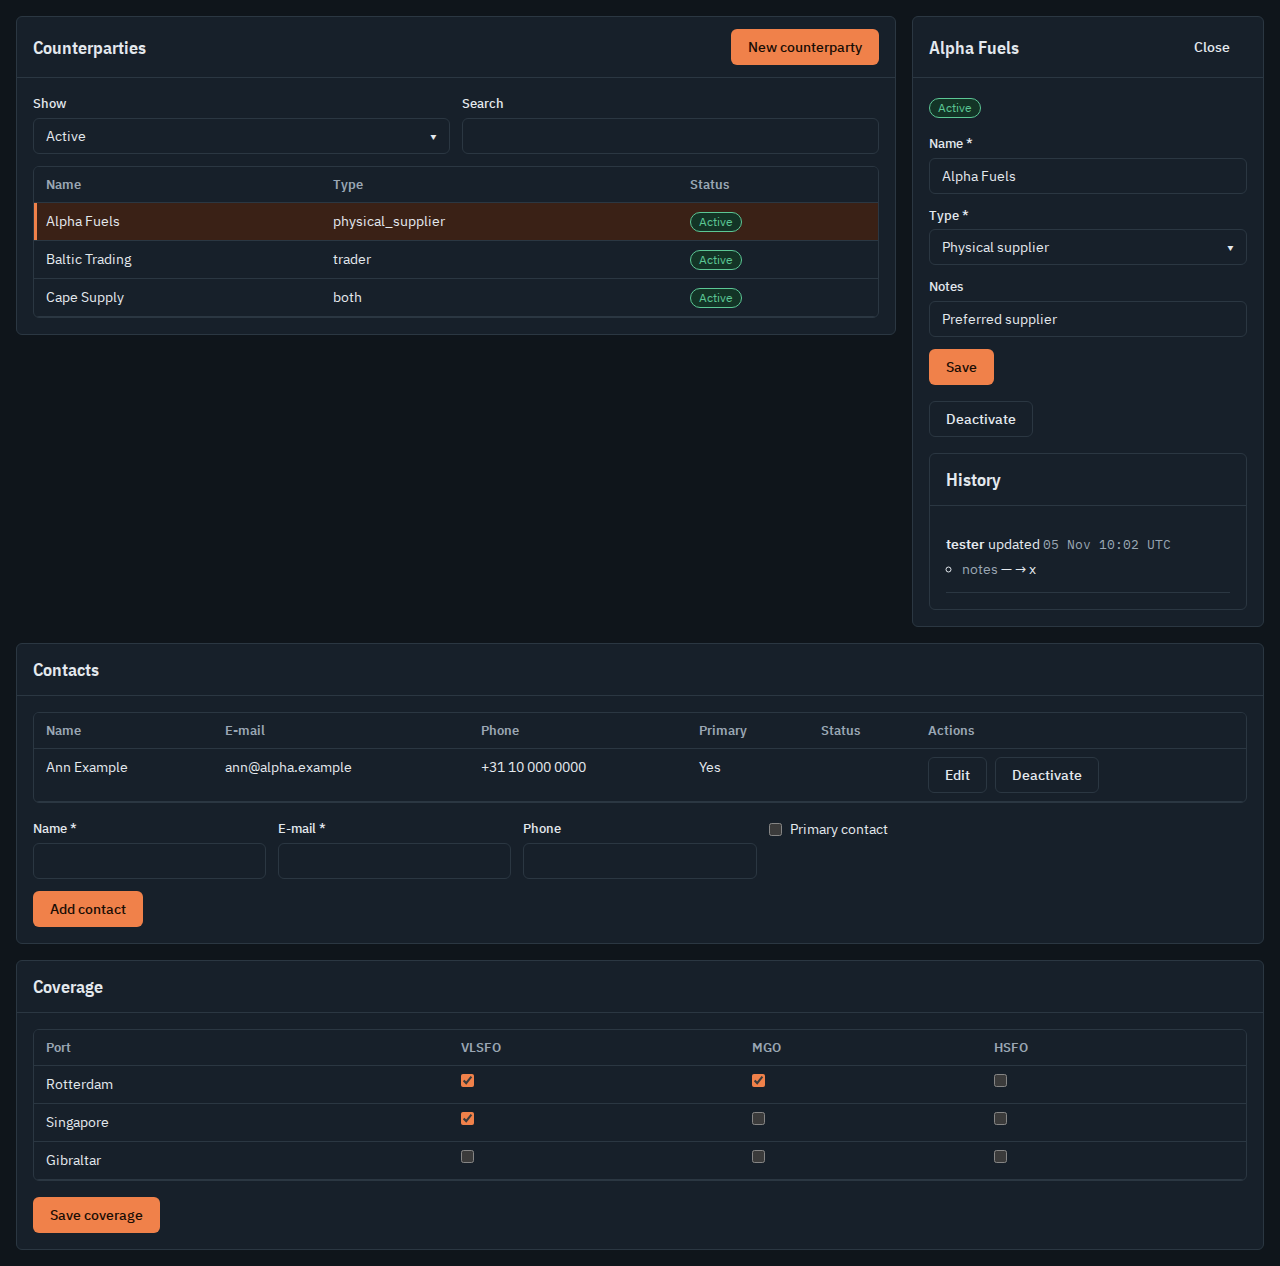 Counterparties
New counterparty
Show
Search
Active
Name Type Status
Alpha Fuels physical_supplier Active
Baltic Trading trader Active
Cape Supply both Active
Alpha Fuels
Close
Active
Name *
Alpha Fuels
Type *
Physical supplier
Notes
Preferred supplier
Save
Deactivate
History
tester updated 05 Nov 10:02 UTC
notes — → x
Contacts
Name E-mail Phone Primary Status Actions
Ann Example ann@alpha.example +31 10 000 0000 Yes Edit Deactivate
Name * E-mail * Phone Primary contact
Add contact
Coverage
Port VLSFO MGO HSFO
Rotterdam
Singapore
Gibraltar
Save coverage